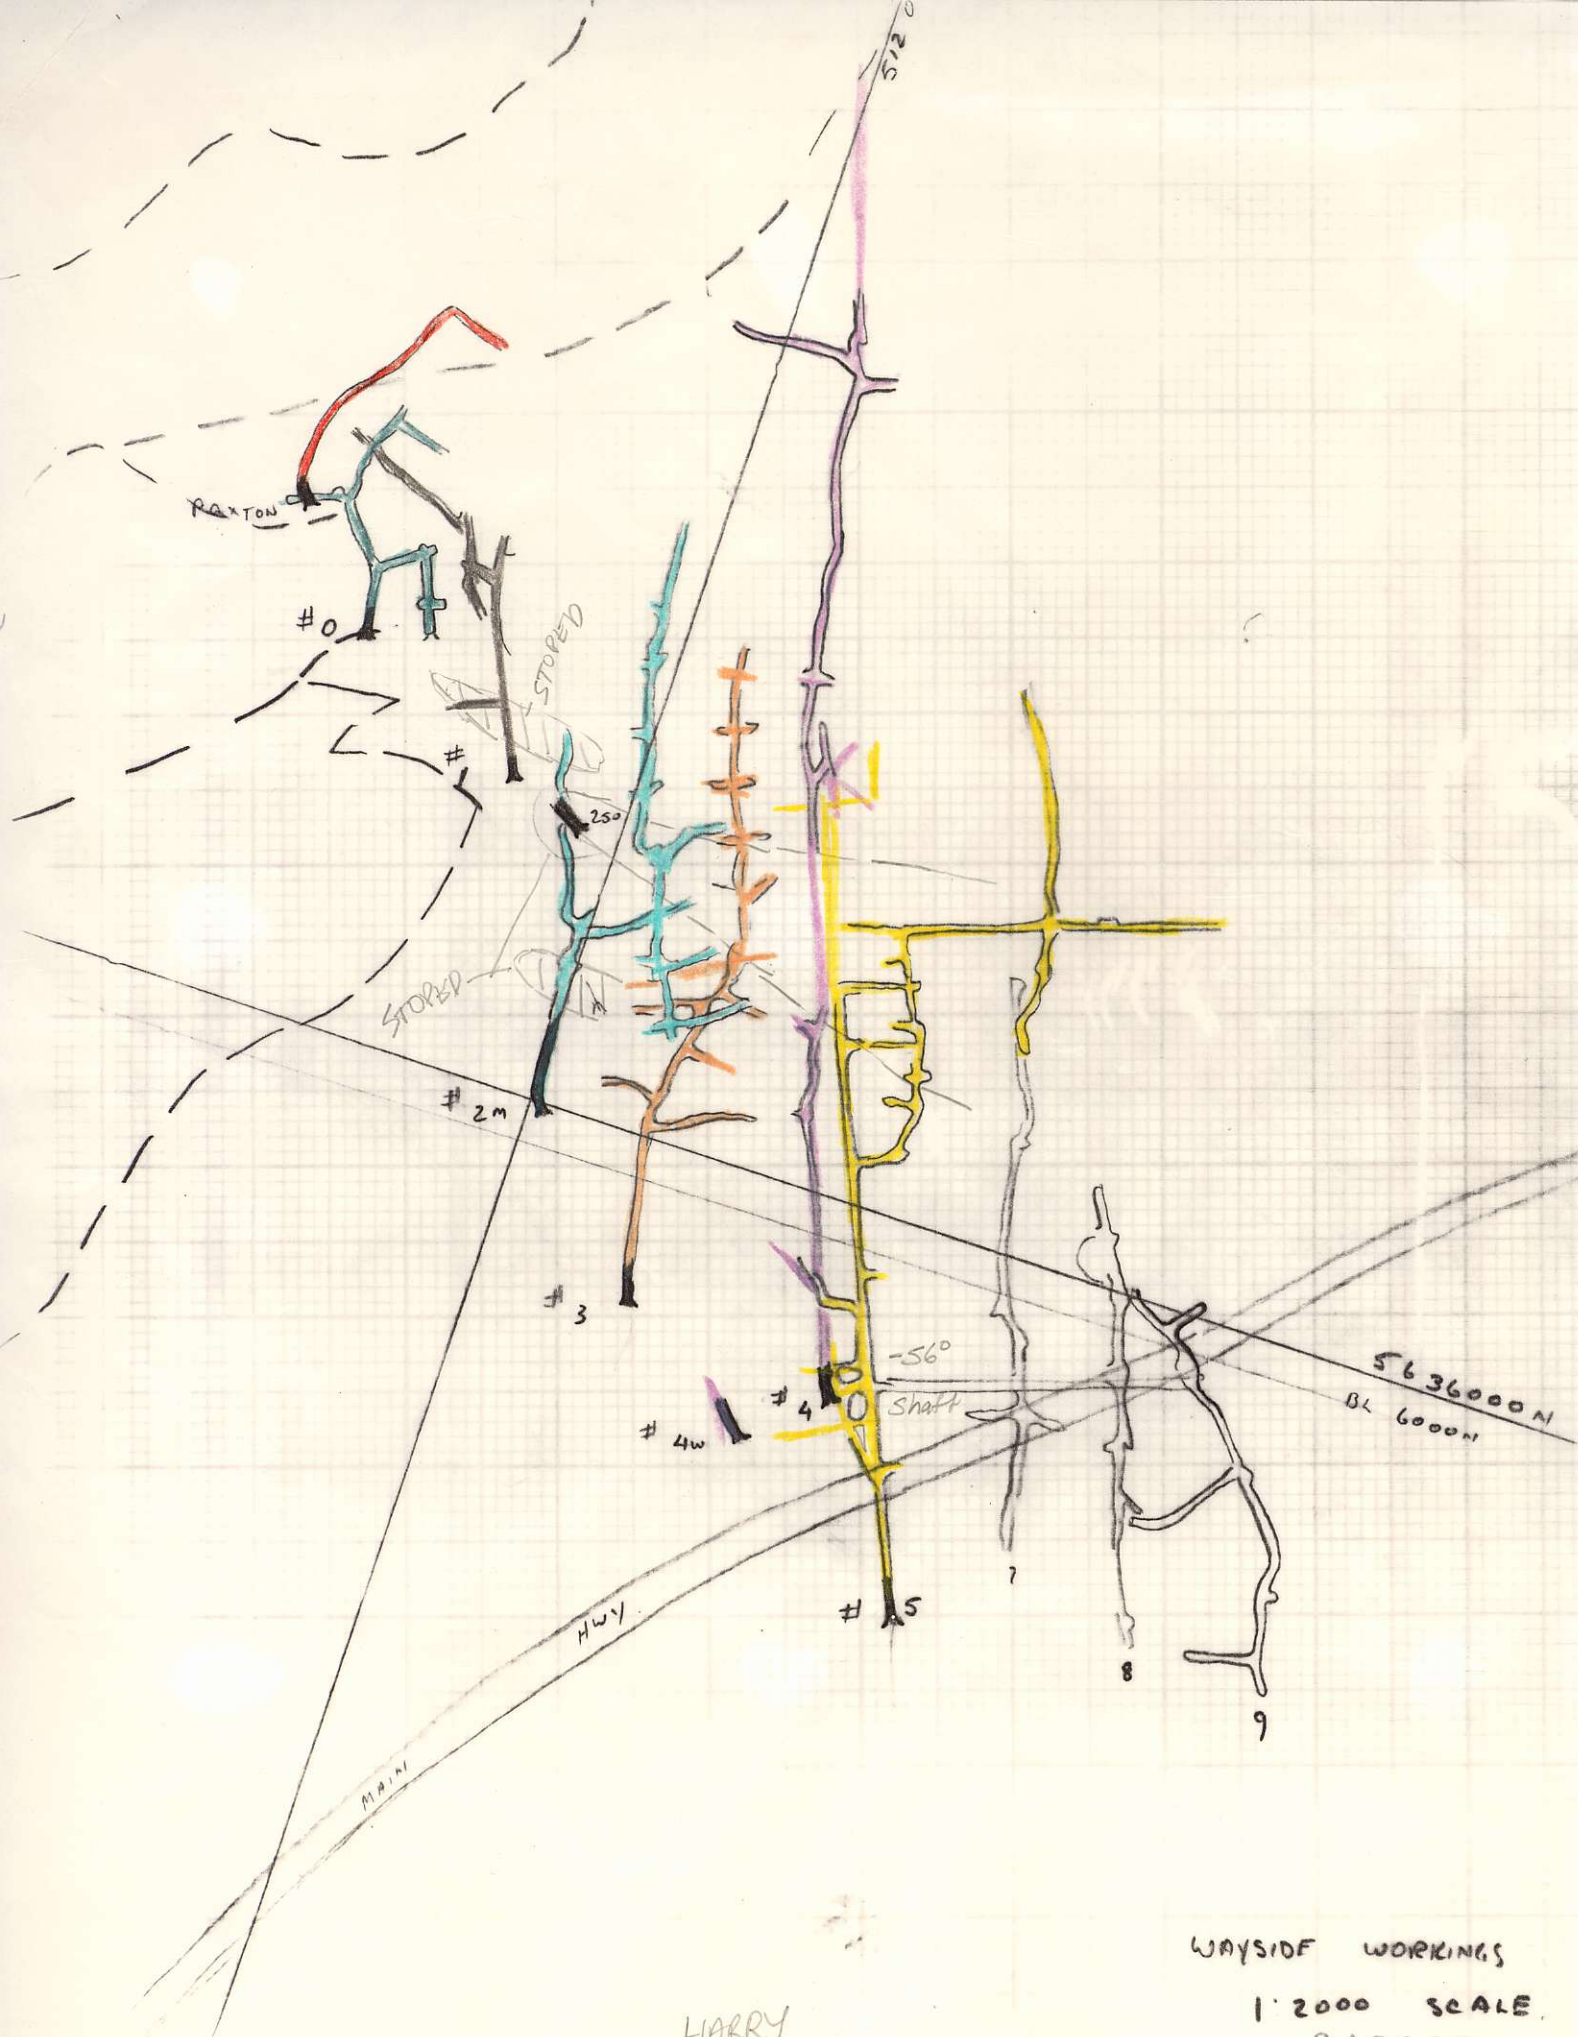 5120
PAXTON
# 0
STOPED
#
250
STOPED
# 2m
# 3
-56°
# 4
Shaft
# 4W
5636000N
BL 6000N
7
# 5
HWY.
8
9
MAIN
WAYSIDE WORKINGS
1:2000 SCALE.
HARRY